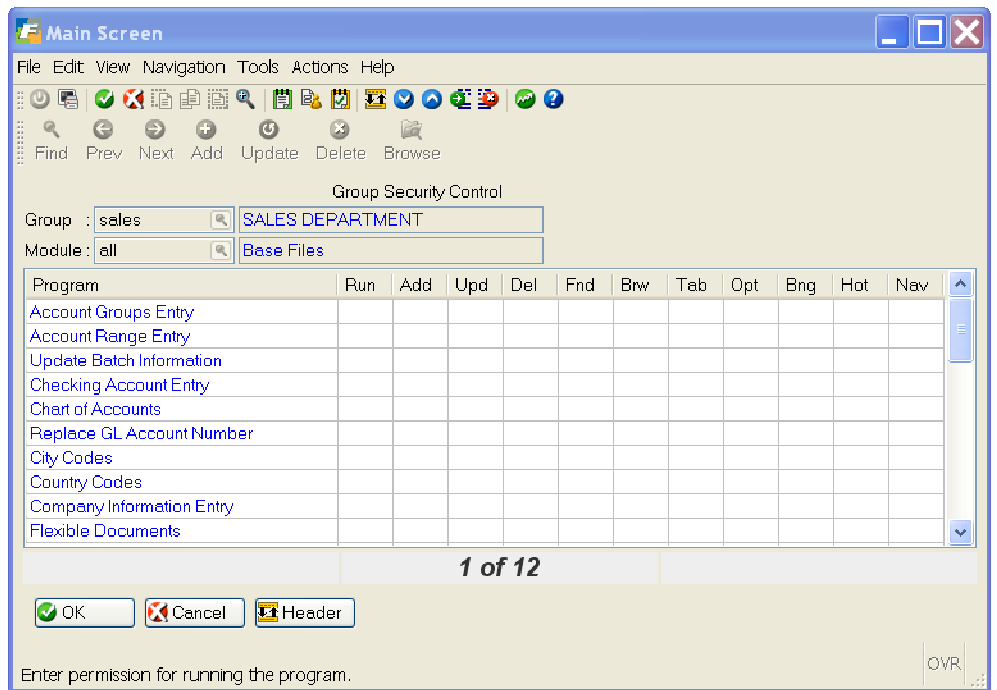 Main Screen
File Edit View Navigation Tools Actions Help
Find Prev Next Add Update Delete Browse
Group Security Control
Group : sales SALES DEPARTMENT
Module : all Base Files
Program Run Add Upd Del Fnd Brw Tab Opt Bng Hot Nav
Account Groups Entry
Account Range Entry
Update Batch Information
Checking Account Entry
Chart of Accounts
Replace GL Account Number
City Codes
Country Codes
Company Information Entry
Flexible Documents
1 of 12
OK Cancel Header
OVR
Enter permission for running the program.